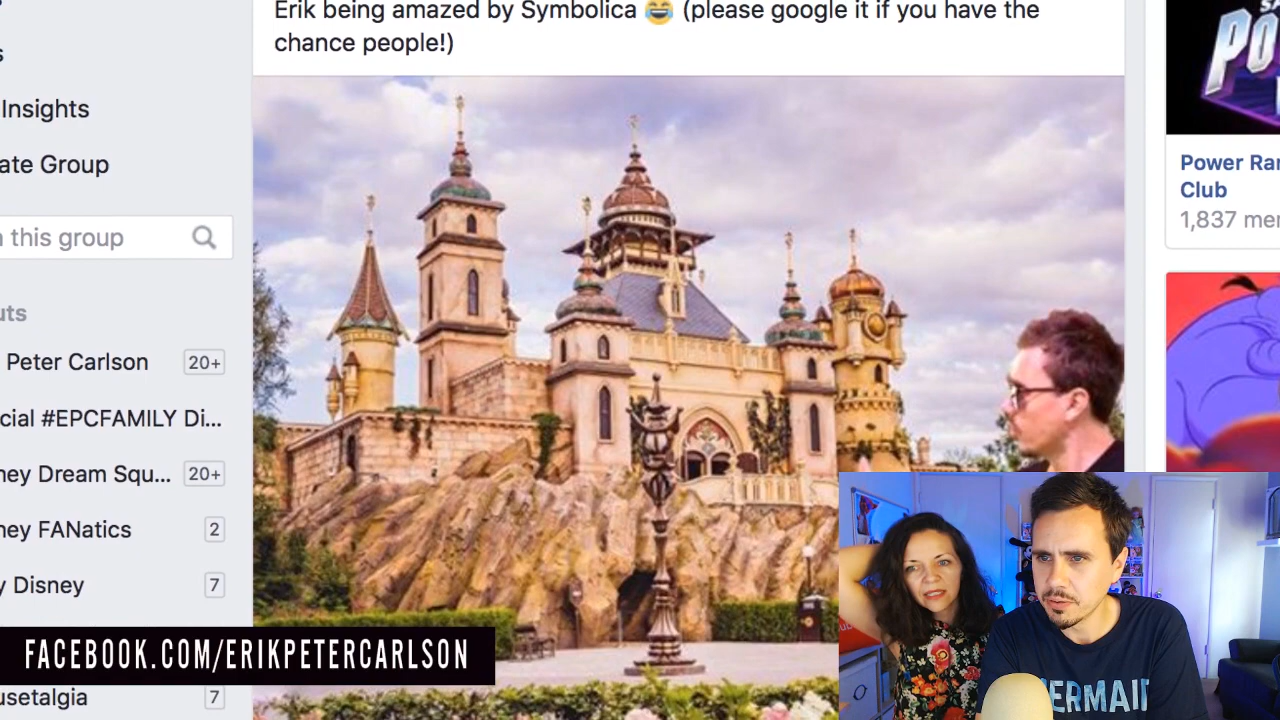 Erik being amazed by Symbolica 😂 (please google it if you have the
chance people!)
Insights
ate Group
this group
uts
Peter Carlson 20+
cial #EPCFAMILY Di...
ney Dream Squ... 20+
ney FANatics 2
y Disney 7
FACEBOOK.COM/ERIKPETERCARLSON
usetalgia 7
Power Ran
Club
1,837 mer
ERMAI